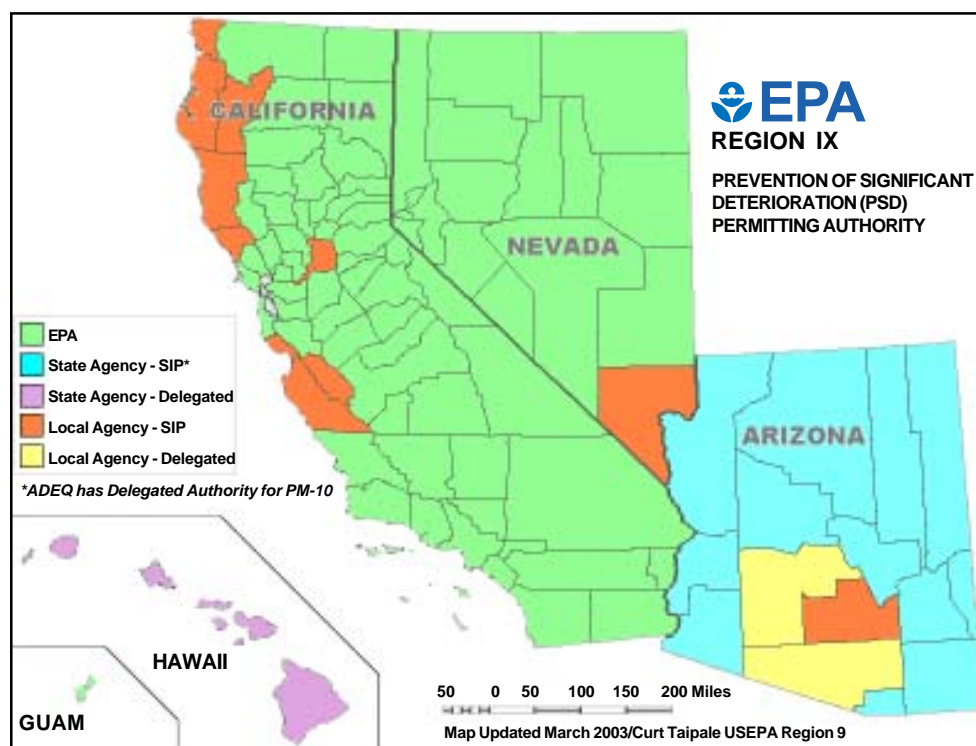 CALIFORNIA
NEVADA
ARIZONA
EPA
REGION IX
PREVENTION OF SIGNIFICANT
DETERIORATION (PSD)
PERMITTING AUTHORITY
EPA
State Agency - SIP*
State Agency - Delegated
Local Agency - SIP
Local Agency - Delegated
*ADEQ has Delegated Authority for PM-10
HAWAII
GUAM
50 0 50 100 150 200 Miles
Map Updated March 2003/Curt Taipale USEPA Region 9